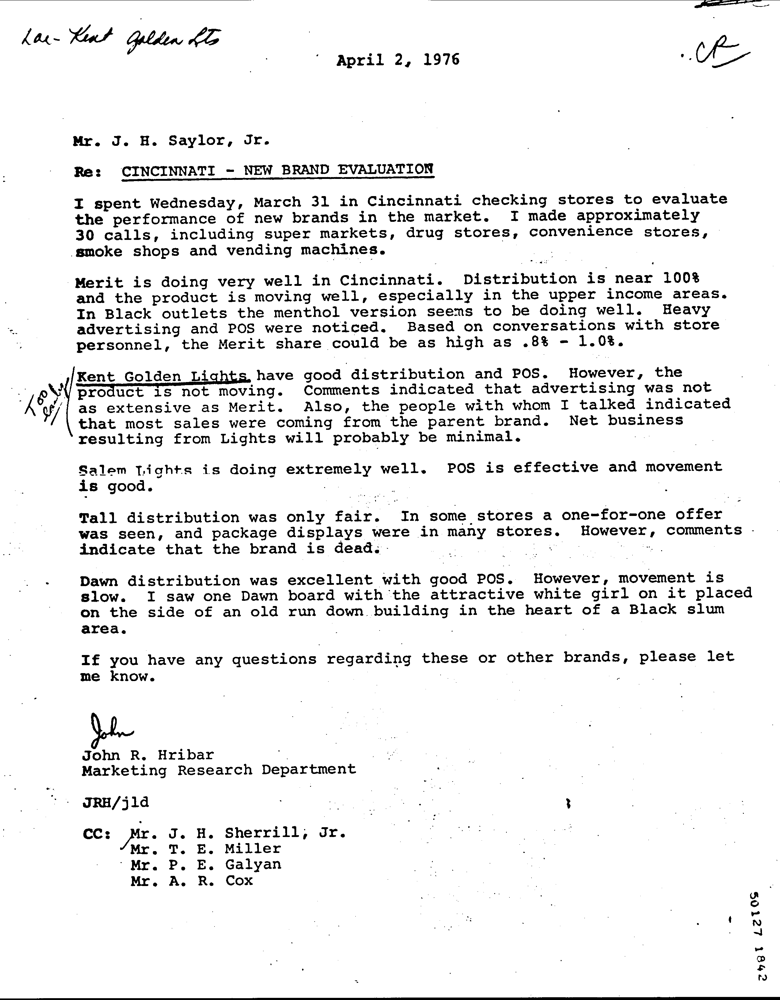 Lar- Kent Golden Lts
April 2, 1976
CR
Mr. J. H. Saylor, Jr.
Re: CINCINNATI - NEW BRAND EVALUATION
I spent Wednesday, March 31 in Cincinnati checking stores to evaluate
the performance of new brands in the market. I made approximately
30 calls, including super markets, drug stores, convenience stores,
smoke shops and vending machines.
Merit is doing very well in Cincinnati. Distribution is near 100%
and the product is moving well, especially in the upper income areas.
In Black outlets the menthol version seems to be doing well. Heavy
advertising and POS were noticed. Based on conversations with store
personnel, the Merit share could be as high as .8% - 1.0%.
Too
Early
Kent Golden Lights have good distribution and POS. However, the
product is not moving. Comments indicated that advertising was not
as extensive as Merit. Also, the people with whom I talked indicated
that most sales were coming from the parent brand. Net business
resulting from Lights will probably be minimal.
Salem Lights is doing extremely well. POS is effective and movement
is good.
Tall distribution was only fair. In some stores a one-for-one offer
was seen, and package displays were in many stores. However, comments
indicate that the brand is dead.
Dawn distribution was excellent with good POS. However, movement is
slow. I saw one Dawn board with the attractive white girl on it placed
on the side of an old run down building in the heart of a Black slum
area.
If you have any questions regarding these or other brands, please let
me know.
John
John R. Hribar
Marketing Research Department
JRH/jld
CC: Mr. J. H. Sherrill, Jr.
Mr. T. E. Miller
Mr. P. E. Galyan
Mr. A. R. Cox
50127 1842